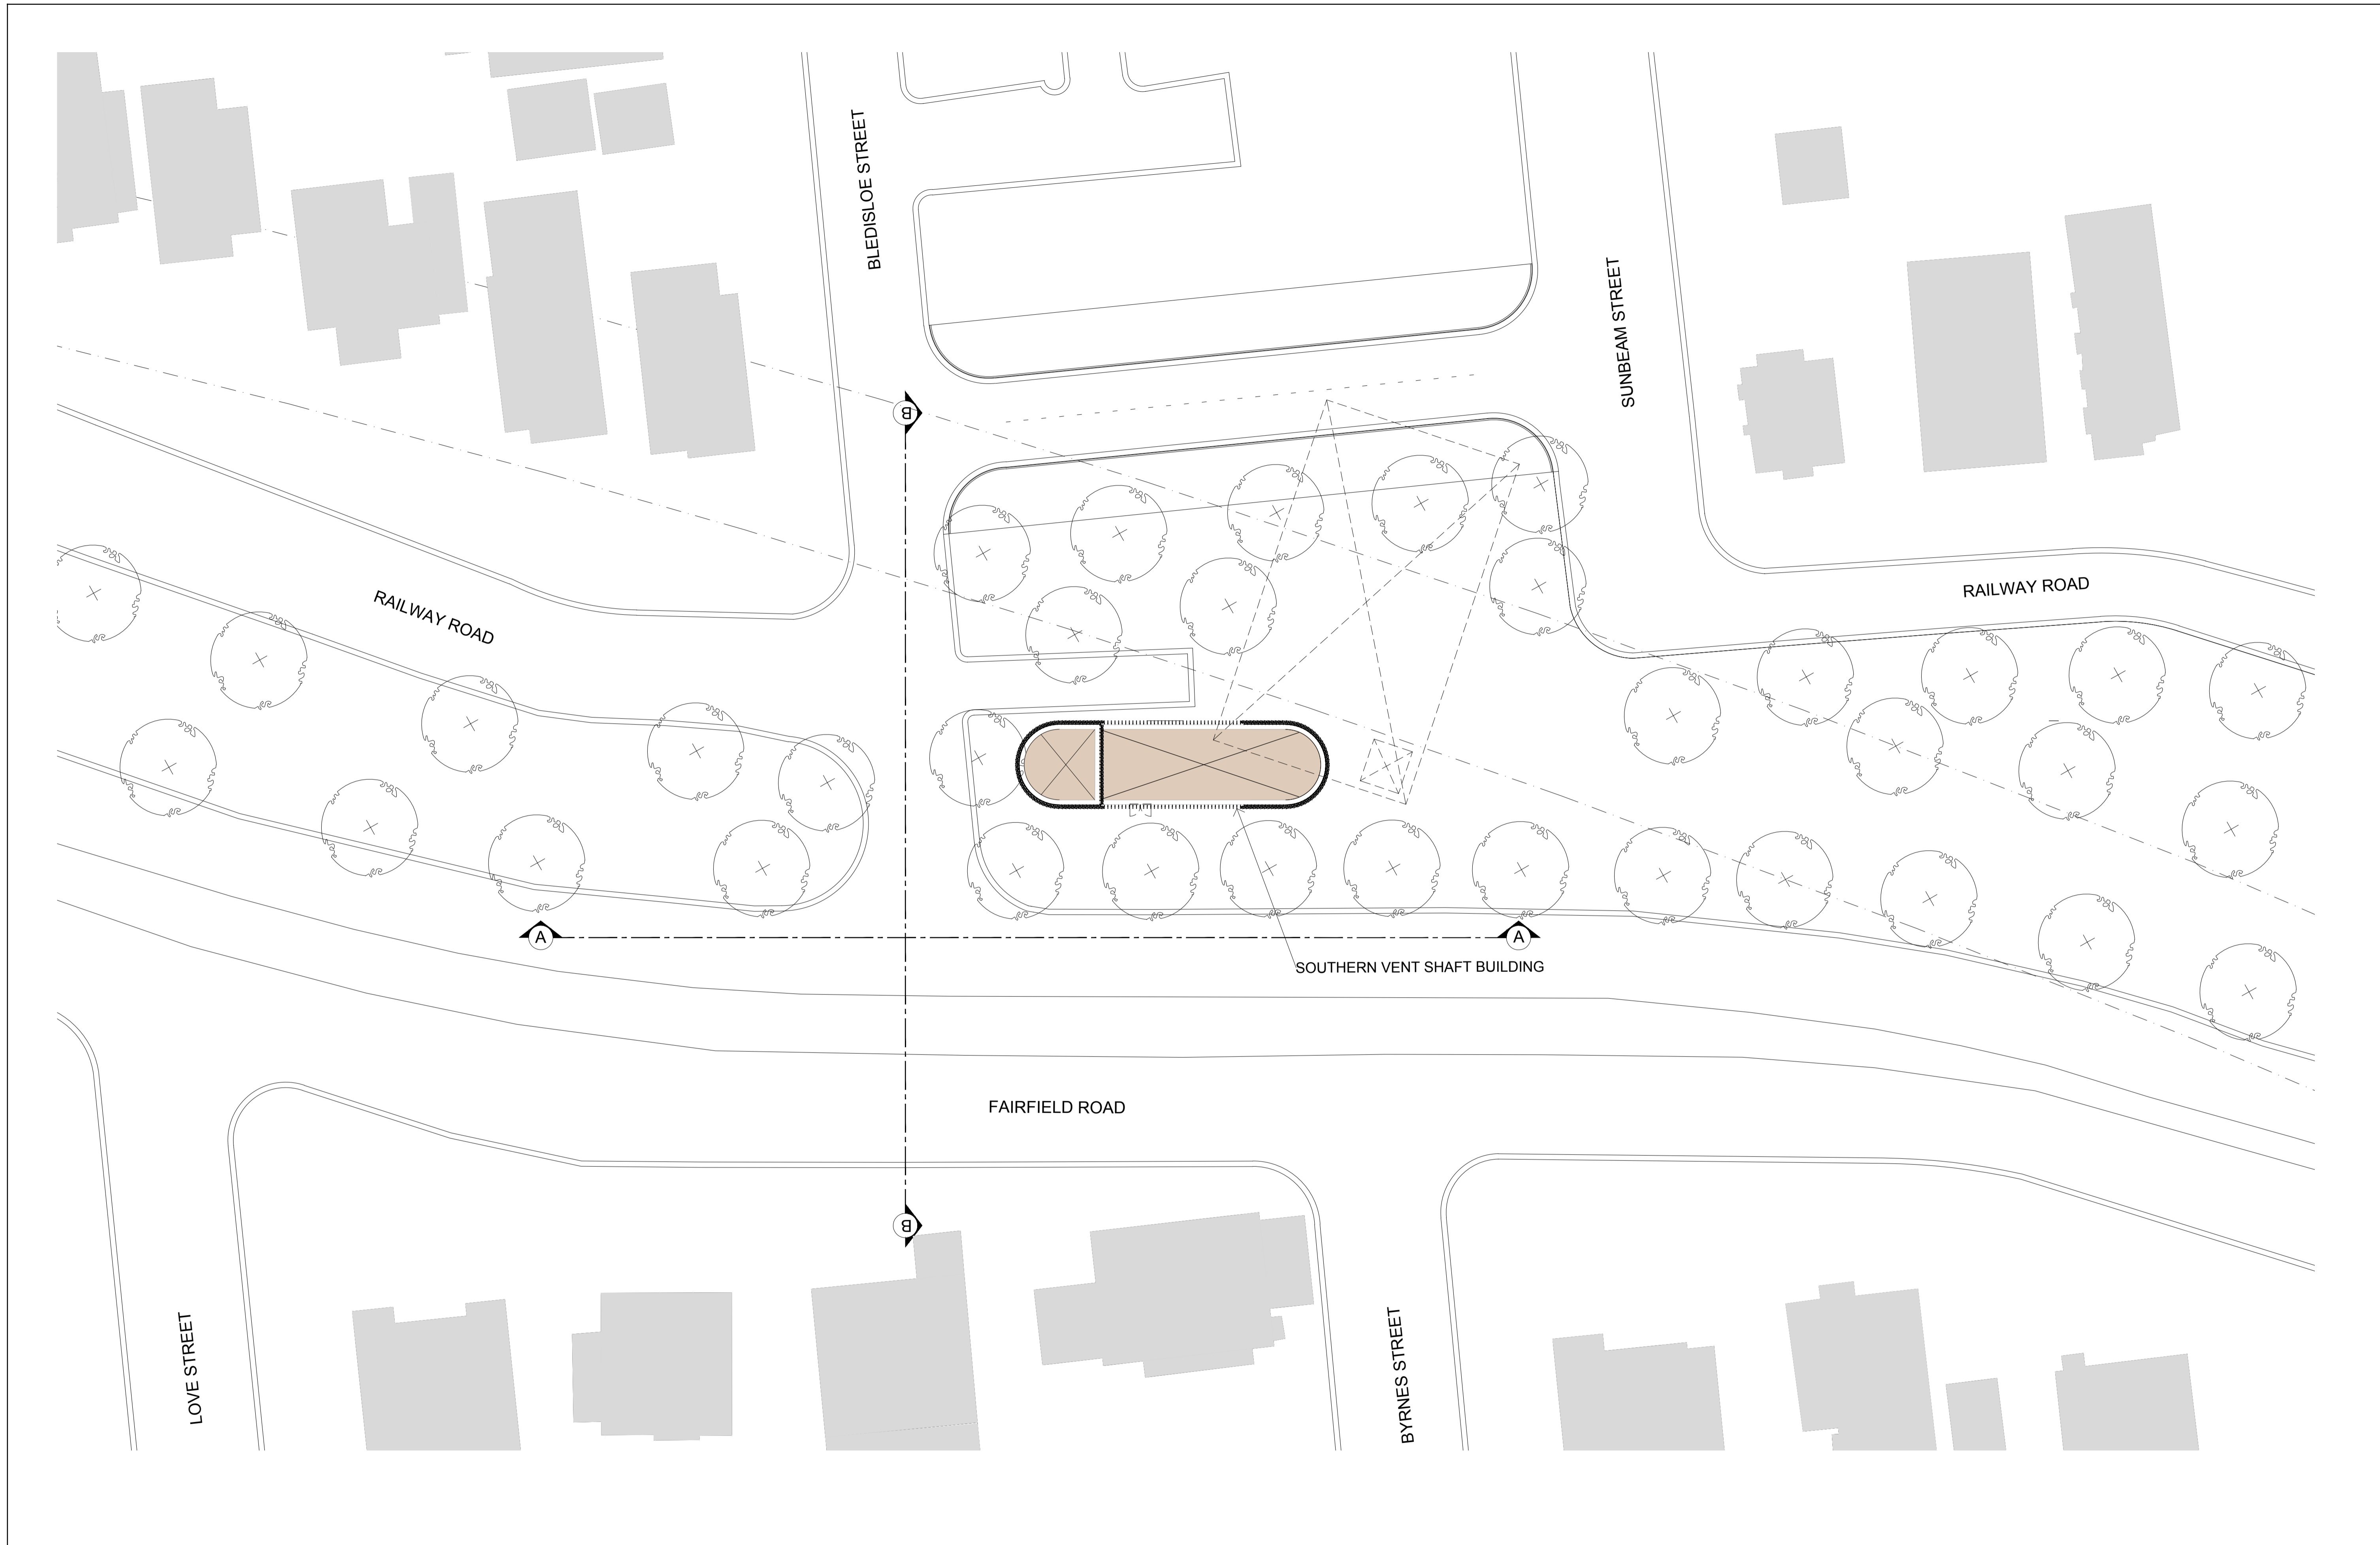 BLEDISLOE STREET
SUNBEAM STREET
B
RAILWAY ROAD
RAILWAY ROAD
A
A
SOUTHERN VENT SHAFT BUILDING
FAIRFIELD ROAD
B
LOVE STREET
BYRNES STREET